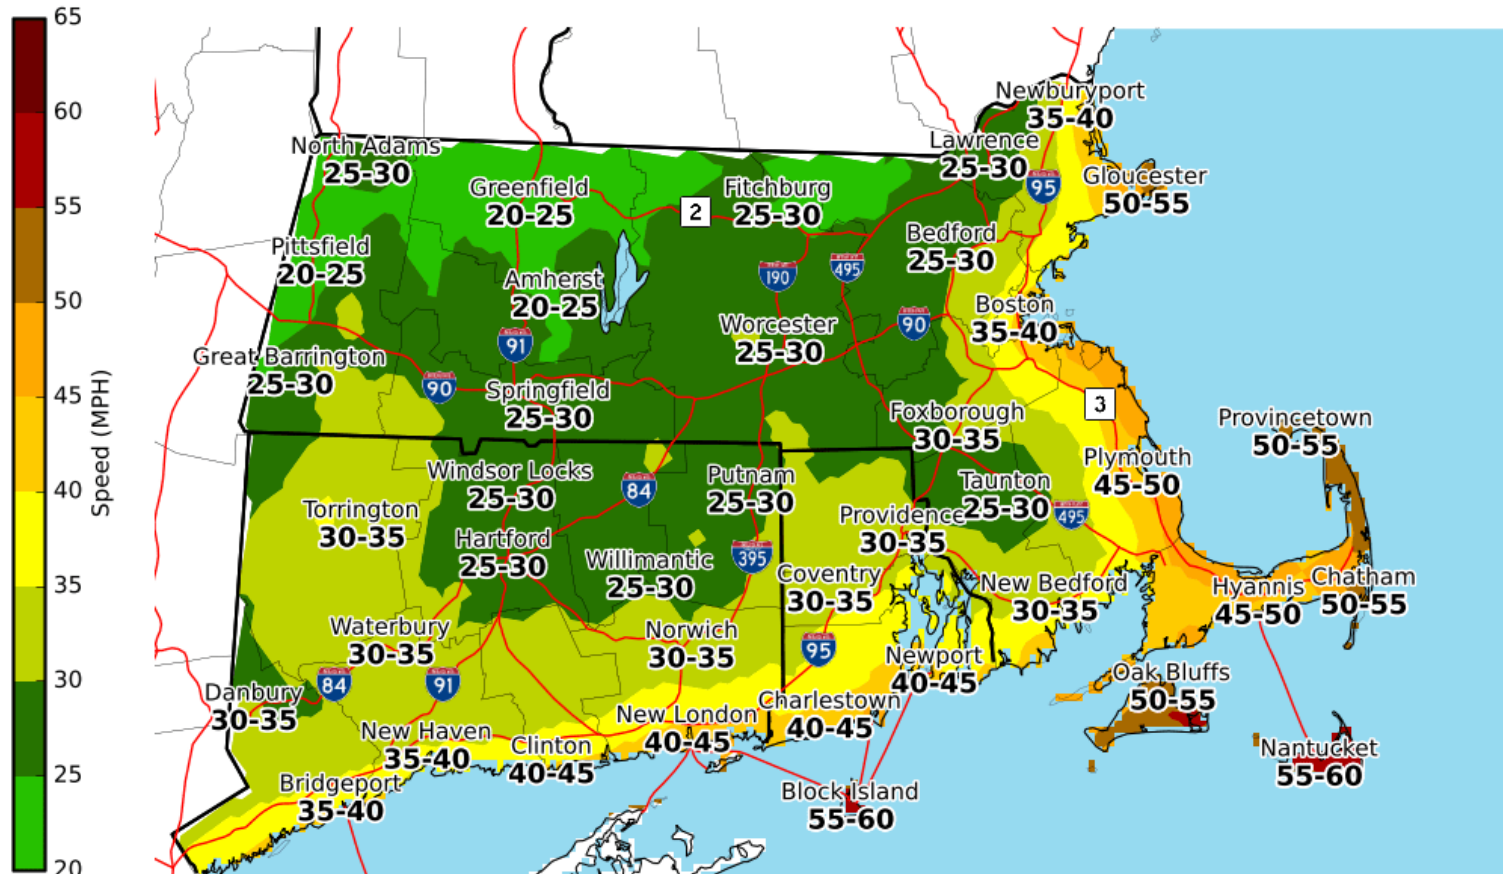 65
60
55
50
45
40
35
30
25
20
Speed (MPH)
Newburyport
35-40
North Adams
25-30
Lawrence
25-30
Greenfield
20-25
2
Fitchburg
25-30
95
Gloucester
50-55
Pittsfield
20-25
Bedford
25-30
Amherst
20-25
190
495
Boston
35-40
Worcester
25-30
90
91
Great Barrington
25-30
90
Springfield
25-30
3
Foxborough
30-35
Provincetown
50-55
Windsor Locks
25-30
84
Putnam
25-30
Taunton
25-30
Plymouth
45-50
495
Torrington
30-35
Providence
30-35
Hartford
25-30
Willimantic
25-30
395
Coventry
30-35
New Bedford
30-35
Hyannis
45-50
Chatham
50-55
Waterbury
30-35
Norwich
30-35
95
Newport
40-45
Oak Bluffs
50-55
84
91
Danbury
30-35
New London
40-45
Charlestown
40-45
New Haven
35-40
Clinton
40-45
Nantucket
55-60
Bridgeport
35-40
Block Island
55-60